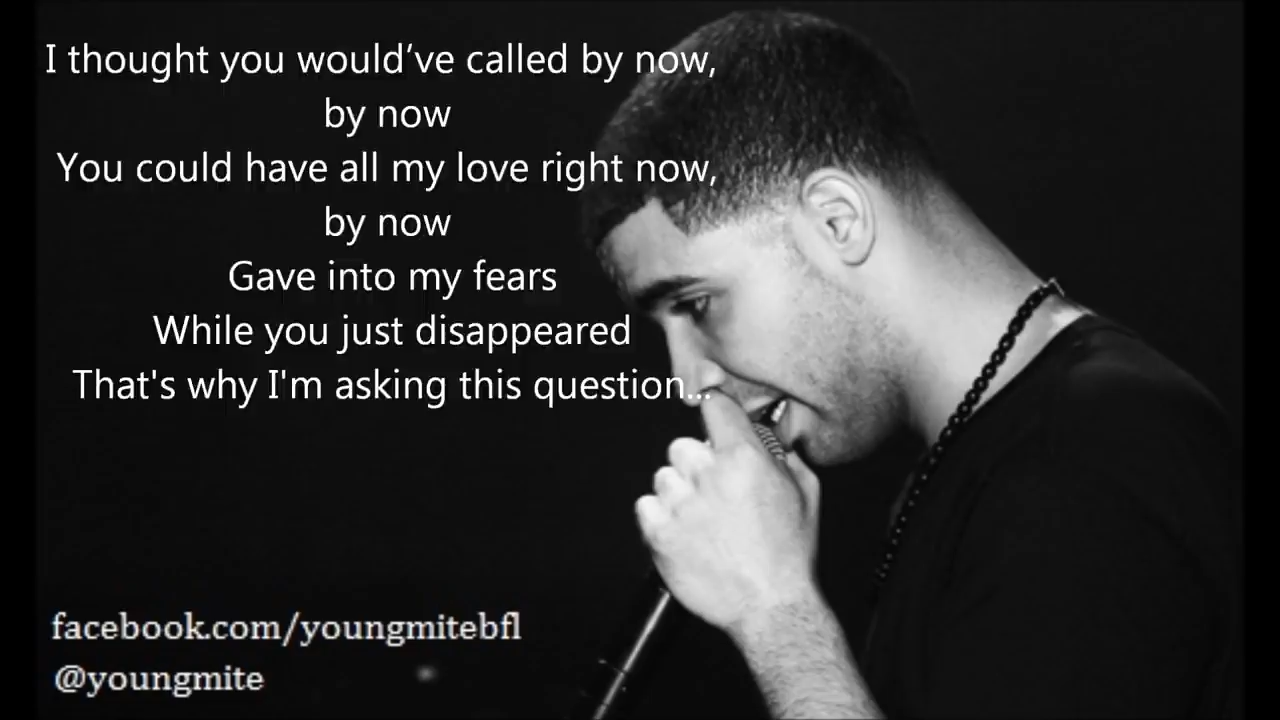 I thought you would’ve called by now,
by now
You could have all my love right now,
by now
Gave into my fears
While you just disappeared
That's why I'm asking this question...
facebook.com/youngmitebfl
@youngmite